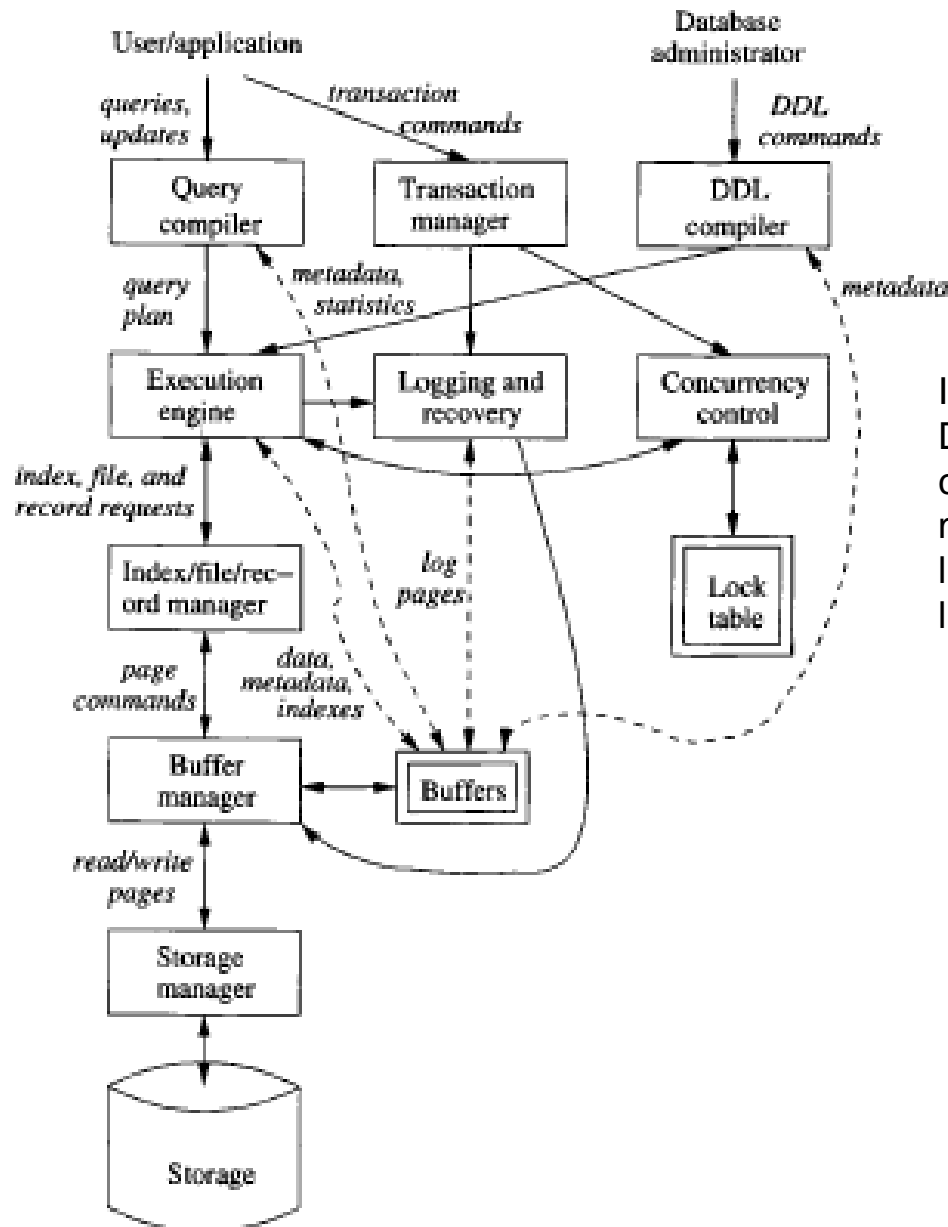 User/application
Database
administrator
queries,
updates
transaction
commands
DDL
commands
Query
compiler
Transaction
manager
DDL
compiler
query
plan
metadata,
statistics
metadata
Execution
engine
Logging and
recovery
Concurrency
control
index, file, and
record requests
Index/file/rec–
ord manager
log
pages
Lock
table
page
commands
data,
metadata,
indexes
Buffer
manager
Buffers
read/write
pages
Storage
manager
Storage